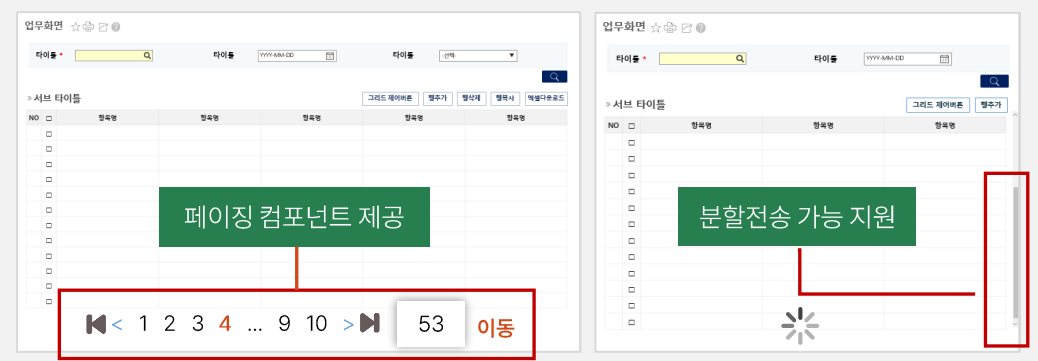 업무화면
타이틀 * 타이틀 YYYY-MM-DD 타이틀 -선택-
» 서브 타이틀 그리드 제어버튼 행추가 행삭제 행복사 엑셀다운로드
NO 항목명 항목명 항목명 항목명 항목명
페이징 컴포넌트 제공
< 1 2 3 4 ... 9 10 > 53 이동
업무화면
타이틀 * 타이틀 YYYY-MM-DD
» 서브 타이틀 그리드 제어버튼 행추가
NO 항목명 항목명 항목명
분할전송 가능 지원